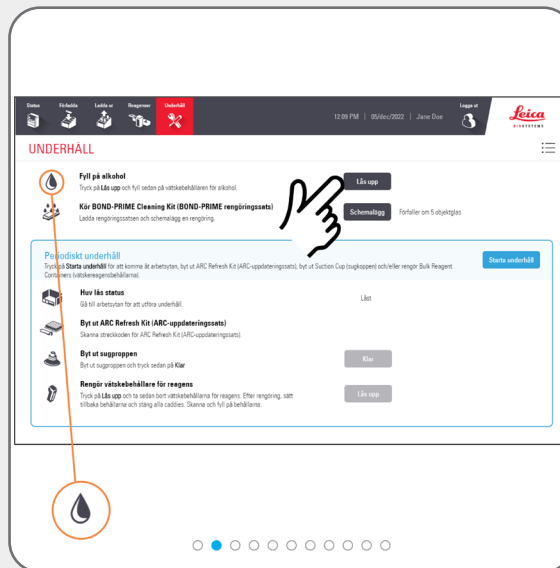 Status Förladda Ladda ur Reagenser Underhåll Logga ut
12:09 PM | 05/dec/2022 | Jane Doe
Leica
BIOSYSTEMS
UNDERHÅLL
Fyll på alkohol
Tryck på Lås upp och fyll sedan på vätskebehållaren för alkohol.
Lås upp
Kör BOND-PRIME Cleaning Kit (BOND-PRIME rengöringssats)
Ladda rengöringssatsen och schemalägg en rengöring.
Schemalägg
Förfaller om 5 objektglas
Periodiskt underhåll
Tryck på Starta underhåll för att komma åt arbetsytan, byt ut ARC Refresh Kit (ARC-uppdateringssats), byt ut Suction Cup (sugkoppen) och/eller rengör Bulk Reagent
Containers (vätskereagensbehållarna).
Starta underhåll
Huv lås status
Gå till arbetsytan för att utföra underhåll.
Låst
Byt ut ARC Refresh Kit (ARC-uppdateringssats)
Skanna streckkoden för ARC Refresh Kit (ARC-uppdateringssats).
Byt ut sugproppen
Byt ut sugproppen och tryck sedan på Klar
Klar
Rengör vätskebehållare för reagens
Tryck på Lås upp och ta sedan bort vätskebehållarna för reagens. Efter rengöring, sätt
tillbaka behållarna och stäng alla caddies. Skanna och fyll på behållarna.
Lås upp